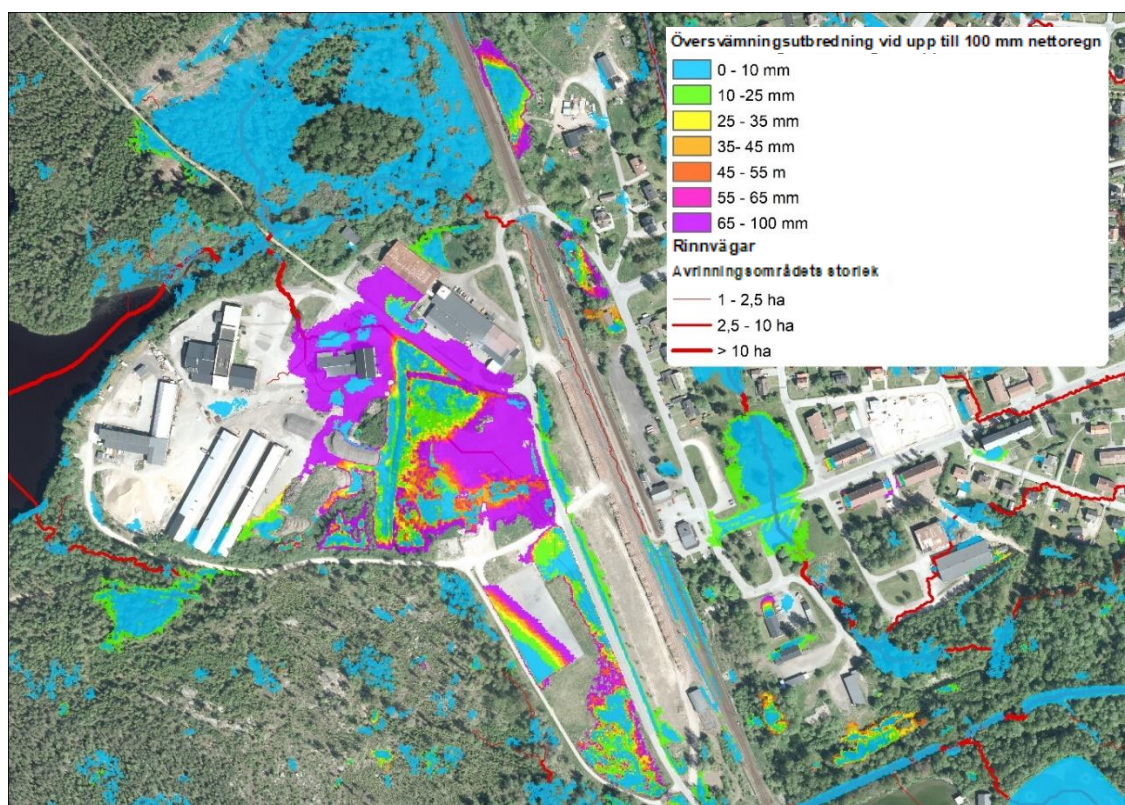 Översvämningsutbredning vid upp till 100 mm nettoregn
0 - 10 mm
10 -25 mm
25 - 35 mm
35- 45 mm
45 - 55 m
55 - 65 mm
65 - 100 mm
Rinnvägar
Avrinningsområdets storlek
1 - 2,5 ha
2,5 - 10 ha
> 10 ha